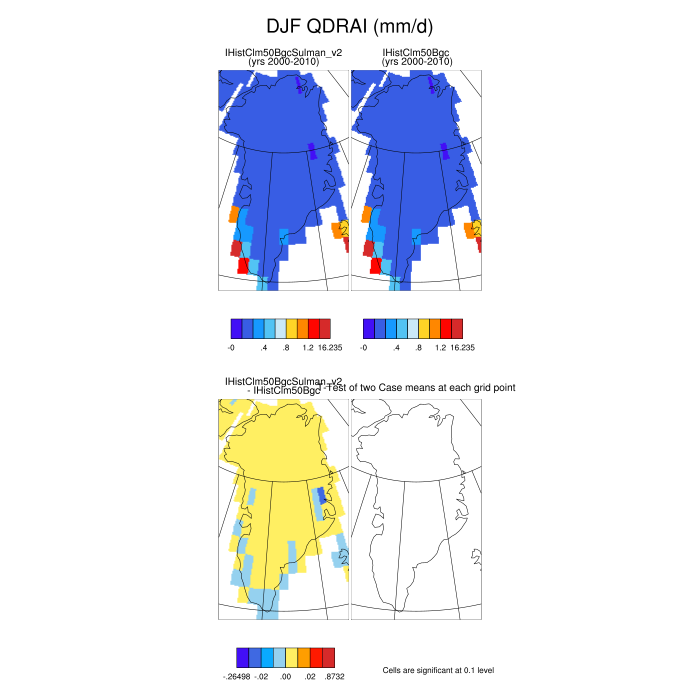 DJF QDRAI (mm/d)
IHistClm50BgcSulman_v2
(yrs 2000-2010)
IHistClm50Bgc
(yrs 2000-2010)
-0 .4 .8 1.2 16.235
-0 .4 .8 1.2 16.235
IHistClm50BgcSulman_v2
- IHistClm50Bgc
T-Test of two Case means at each grid point
-.26498 -.02 .00 .02 .8732
Cells are significant at 0.1 level